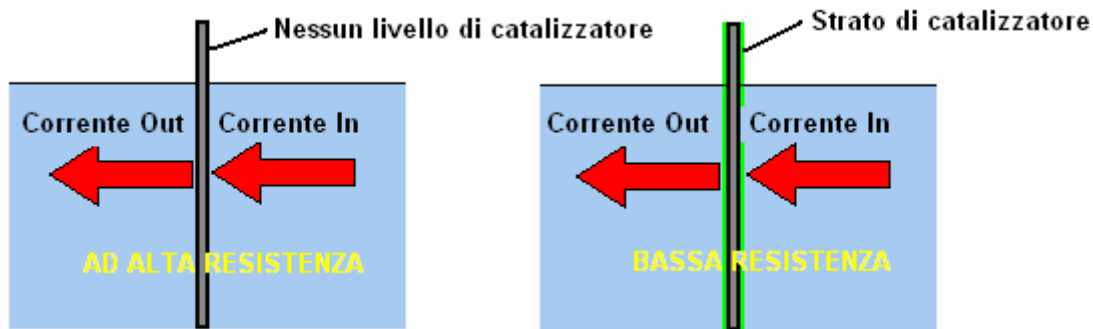 Nessun livello di catalizzatore
Corrente Out
Corrente In
AD ALTA RESISTENZA
Strato di catalizzatore
Corrente Out
Corrente In
BASSA RESISTENZA